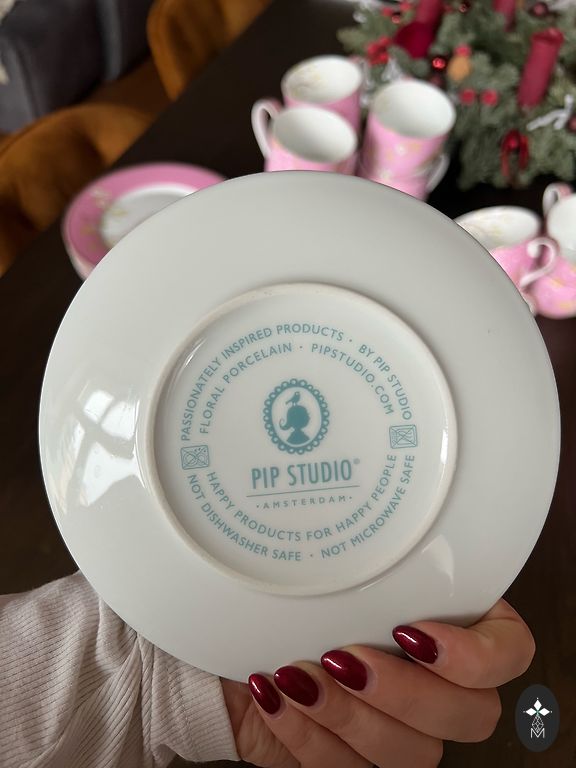 PASSIONATELY INSPIRED PRODUCTS · BY PIP STUDIO
FLORAL PORCELAIN · PIPSTUDIO.COM
PIP STUDIO®
· AMSTERDAM ·
HAPPY PRODUCTS FOR HAPPY PEOPLE
NOT DISHWASHER SAFE · NOT MICROWAVE SAFE